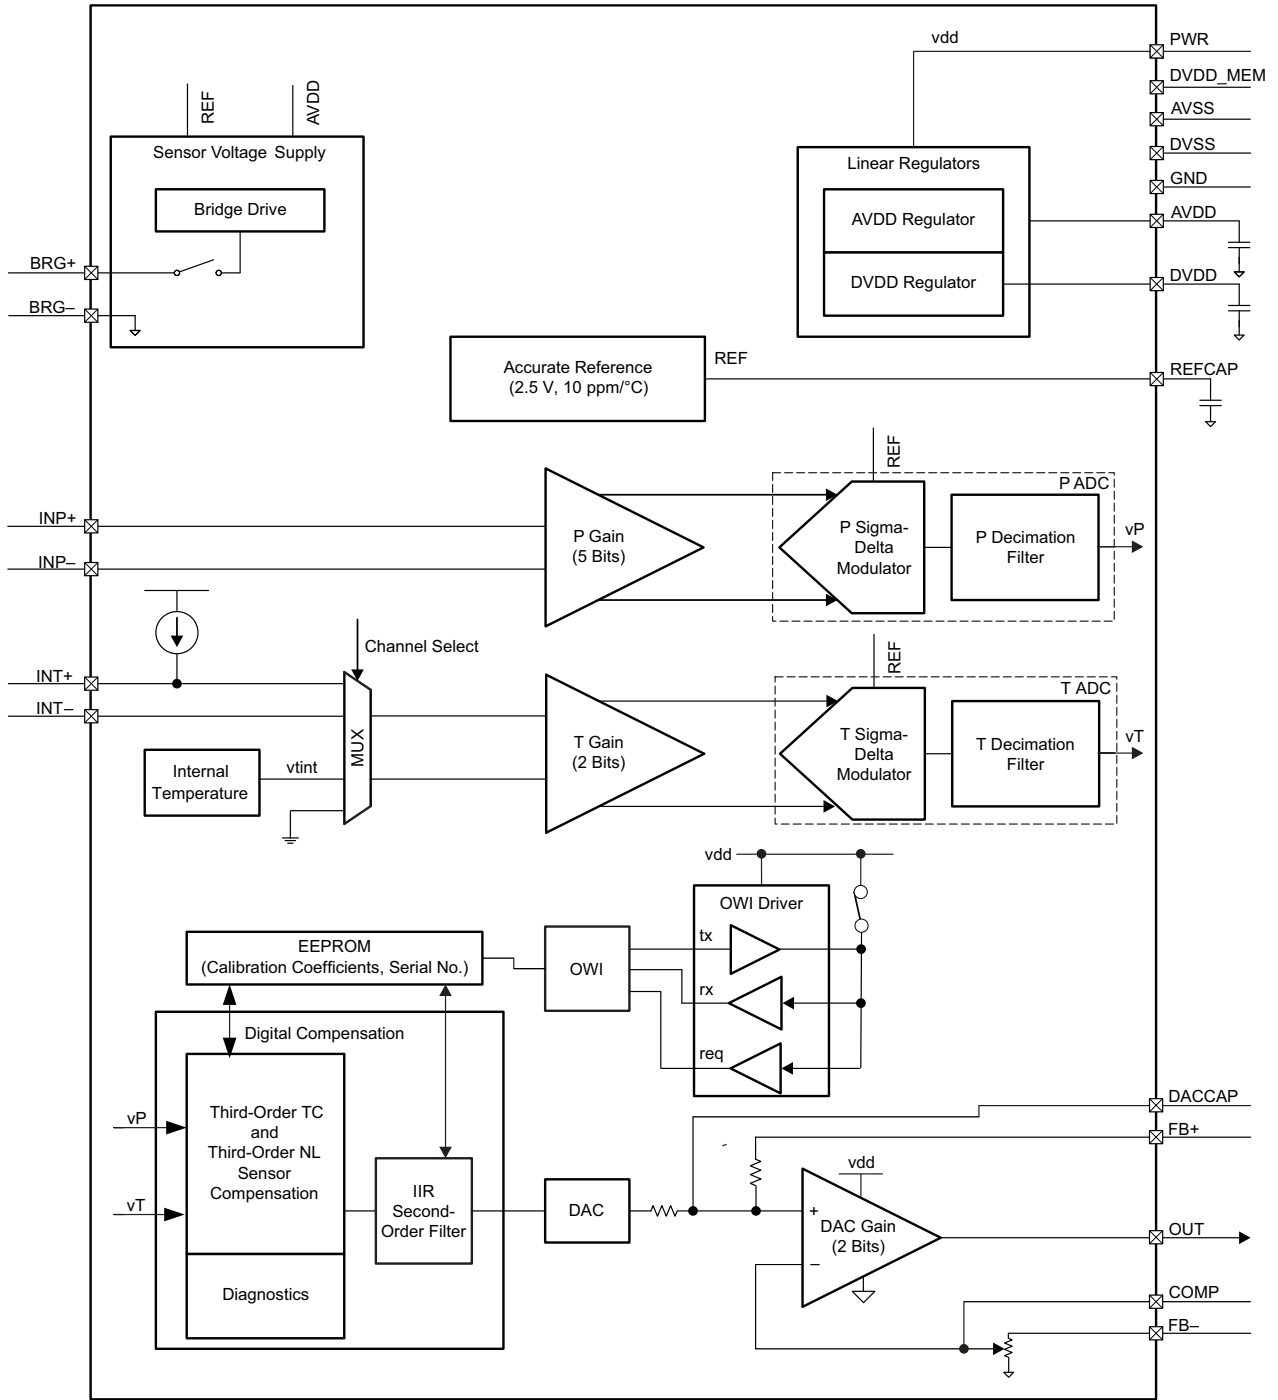 vdd
PWR
DVDD_MEM
AVSS
DVSS
GND
AVDD
DVDD
REFCAP
REF
AVDD
Sensor Voltage Supply
Bridge Drive
BRG+
BRG–
Linear Regulators
AVDD Regulator
DVDD Regulator
Accurate Reference
(2.5 V, 10 ppm/°C)
REF
REF
P ADC
INP+
INP–
P Gain
(5 Bits)
P Sigma-
Delta
Modulator
P Decimation
Filter
vP
Channel Select
INT+
INT–
MUX
Internal
Temperature
vtint
T Gain
(2 Bits)
REF
T ADC
T Sigma-
Delta
Modulator
T Decimation
Filter
vT
vdd
OWI Driver
tx
rx
req
OWI
EEPROM
(Calibration Coefficients, Serial No.)
Digital Compensation
vP
vT
Third-Order TC
and
Third-Order NL
Sensor
Compensation
Diagnostics
IIR
Second-
Order Filter
DAC
vdd
+
DAC Gain
(2 Bits)
–
DACCAP
FB+
OUT
COMP
FB–